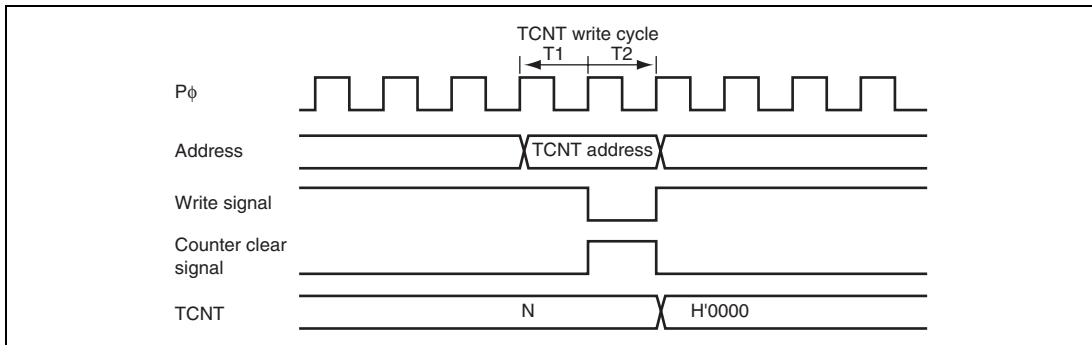 TCNT write cycle
T1 T2
Pϕ
Address
TCNT address
Write signal
Counter clear
signal
TCNT
N
H'0000